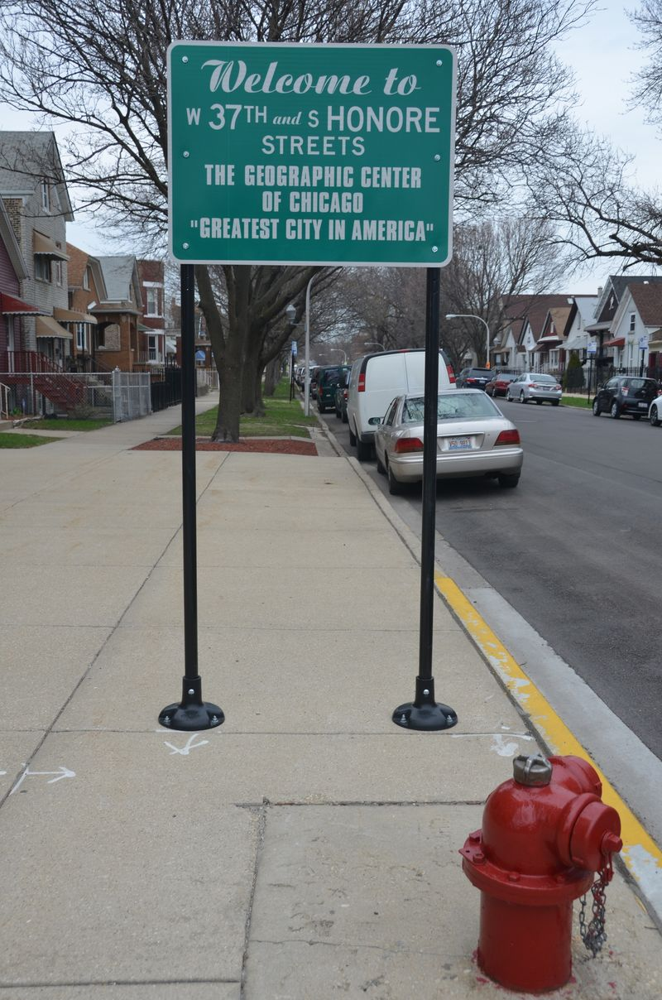 Welcome to
W 37TH and S HONORE
STREETS
THE GEOGRAPHIC CENTER
OF CHICAGO
"GREATEST CITY IN AMERICA"